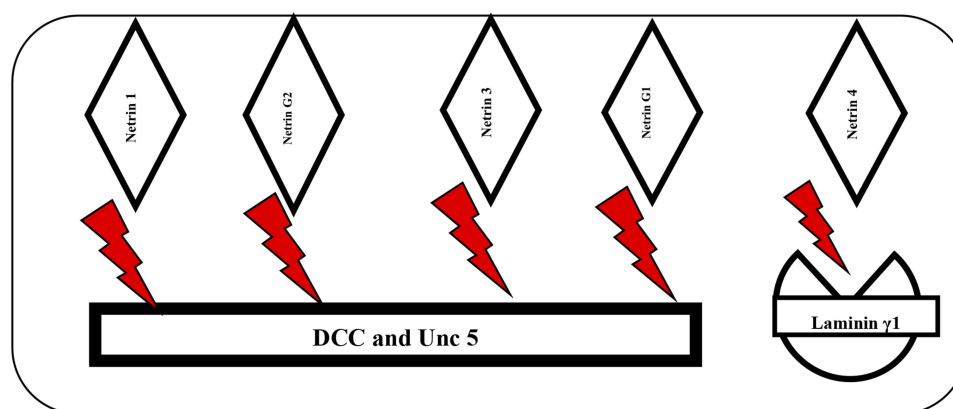 Netrin 1
Netrin G2
Netrin 3
Netrin G1
Netrin 4
DCC and Unc 5
Laminin γ1